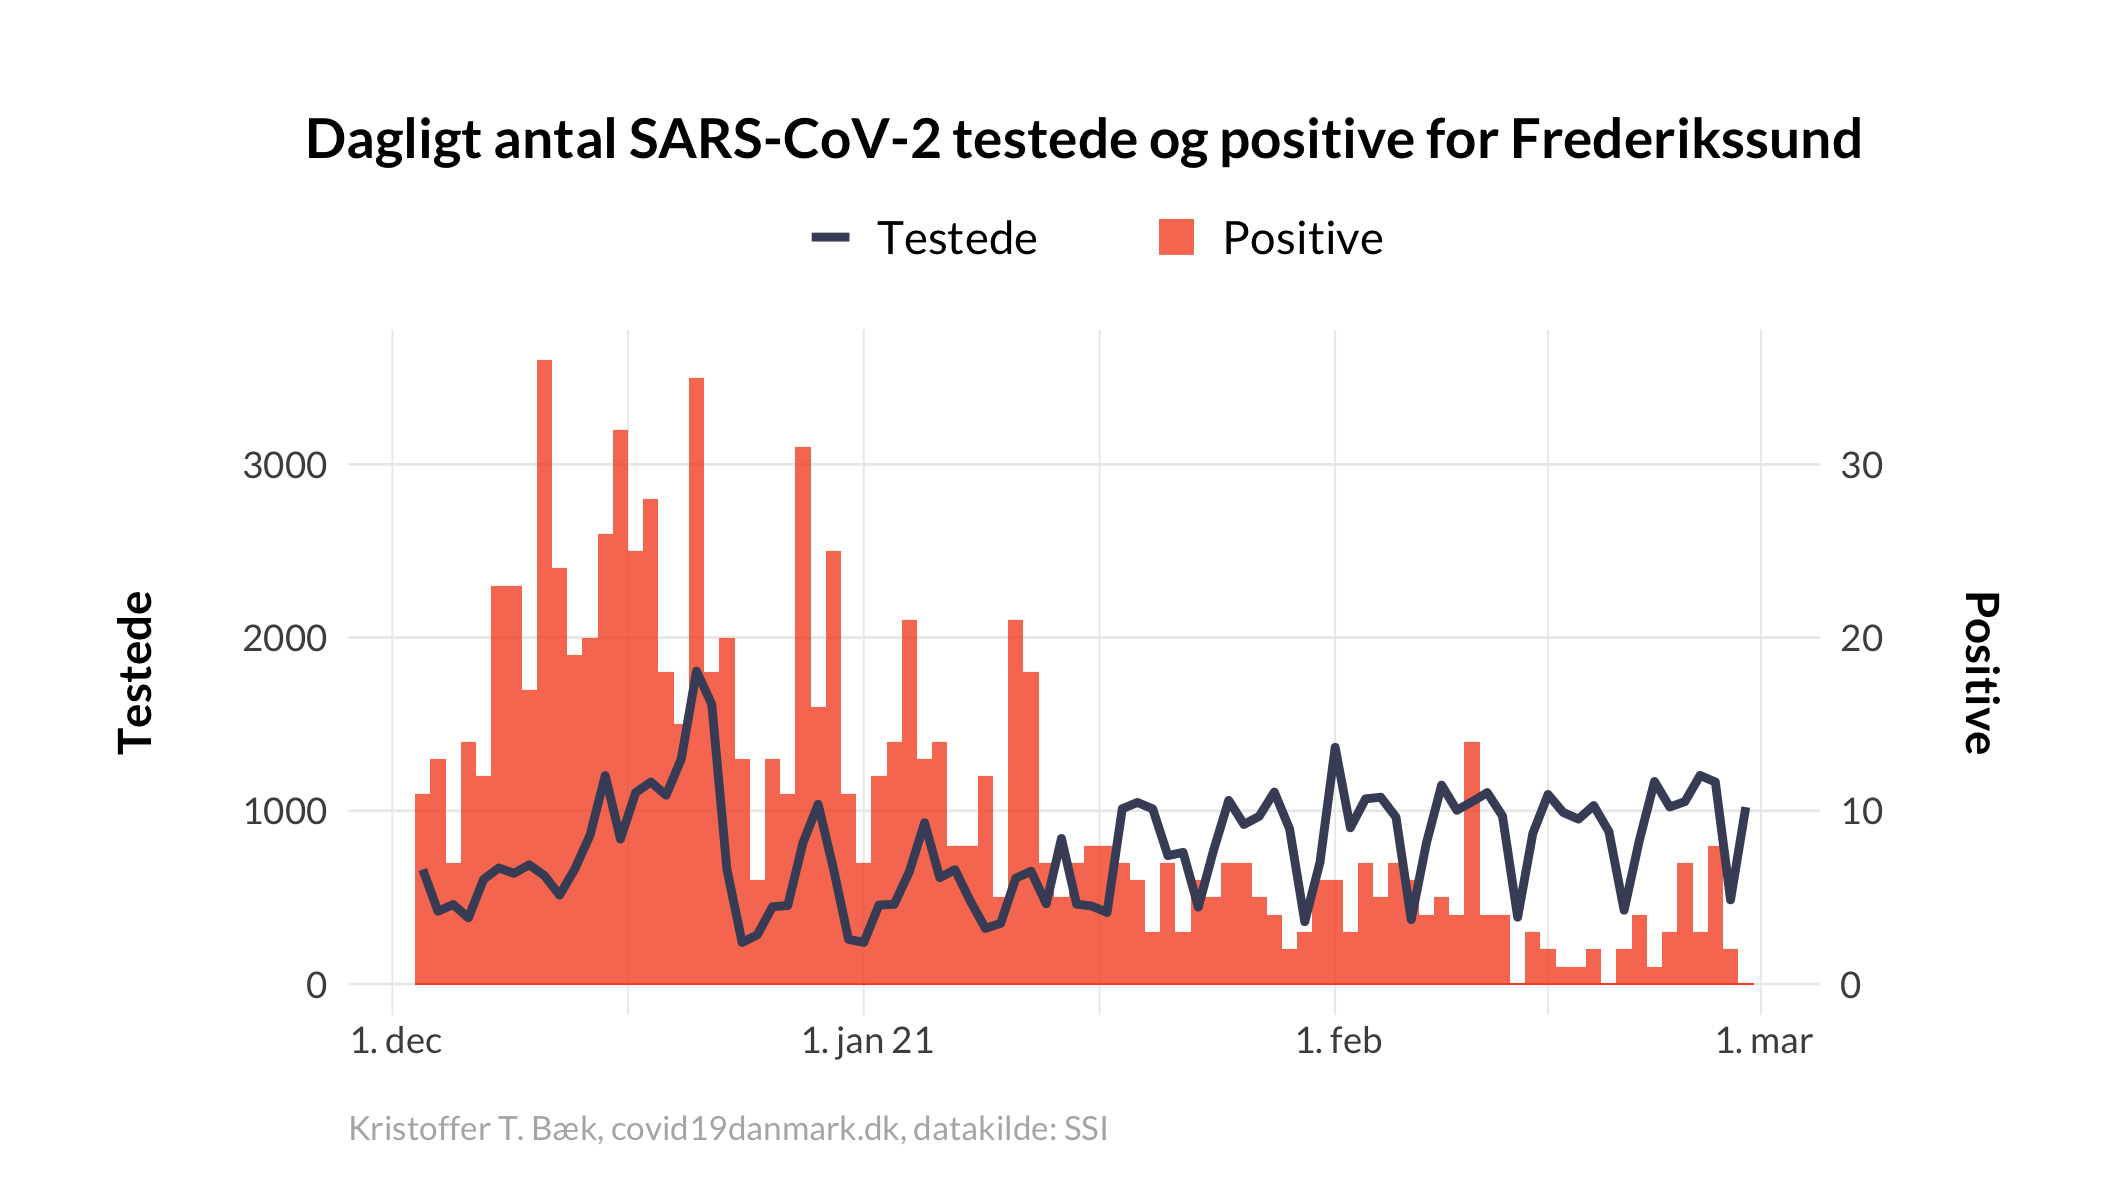 Dagligt antal SARS-CoV-2 testede og positive for Frederikssund
Testede Positive
Testede
3000
2000
1000
0
30
20
10
0
Positive
1. dec 1. jan 21 1. feb 1. mar
Kristoffer T. Bæk, covid19danmark.dk, datakilde: SSI